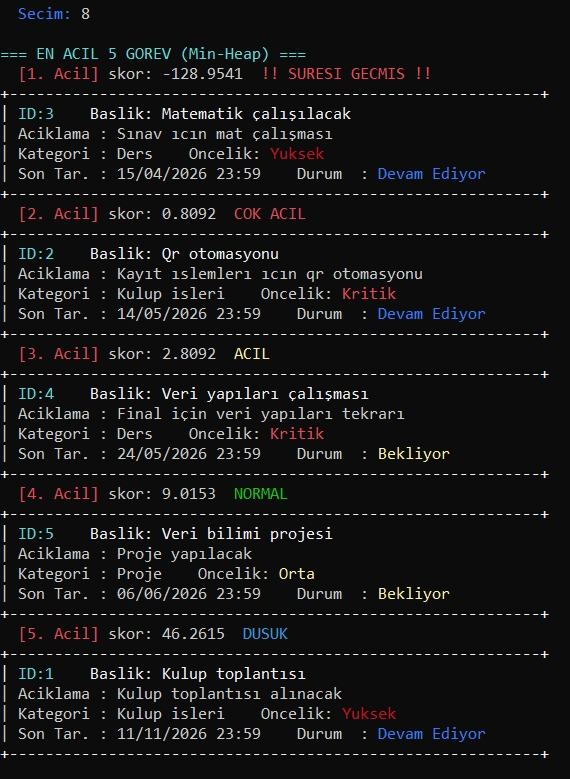 Secim: 8
=== EN ACIL 5 GOREV (Min-Heap) ===
[1. Acil] skor: -128.9541 !! SURESI GECMIS !!
+-----------------------------------------------------------+
| ID:3 Baslik: Matematik çalışılacak
| Aciklama : Sınav ıcın mat çalışması
| Kategori : Ders Oncelik: Yuksek
| Son Tar. : 15/04/2026 23:59 Durum : Devam Ediyor
+-----------------------------------------------------------+
[2. Acil] skor: 0.8092 COK ACIL
+-----------------------------------------------------------+
| ID:2 Baslik: Qr otomasyonu
| Aciklama : Kayıt ıslemlerı ıcın qr otomasyonu
| Kategori : Kulup isleri Oncelik: Kritik
| Son Tar. : 14/05/2026 23:59 Durum : Devam Ediyor
+-----------------------------------------------------------+
[3. Acil] skor: 2.8092 ACIL
+-----------------------------------------------------------+
| ID:4 Baslik: Veri yapıları çalışması
| Aciklama : Final için veri yapıları tekrarı
| Kategori : Ders Oncelik: Kritik
| Son Tar. : 24/05/2026 23:59 Durum : Bekliyor
+-----------------------------------------------------------+
[4. Acil] skor: 9.0153 NORMAL
+-----------------------------------------------------------+
| ID:5 Baslik: Veri bilimi projesi
| Aciklama : Proje yapılacak
| Kategori : Proje Oncelik: Orta
| Son Tar. : 06/06/2026 23:59 Durum : Bekliyor
+-----------------------------------------------------------+
[5. Acil] skor: 46.2615 DUSUK
+-----------------------------------------------------------+
| ID:1 Baslik: Kulup toplantısı
| Aciklama : Kulup toplantısı alınacak
| Kategori : Kulup isleri Oncelik: Yuksek
| Son Tar. : 11/11/2026 23:59 Durum : Devam Ediyor
+-----------------------------------------------------------+